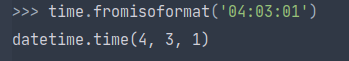 >>> time.fromisoformat('04:03:01')
datetime.time(4, 3, 1)